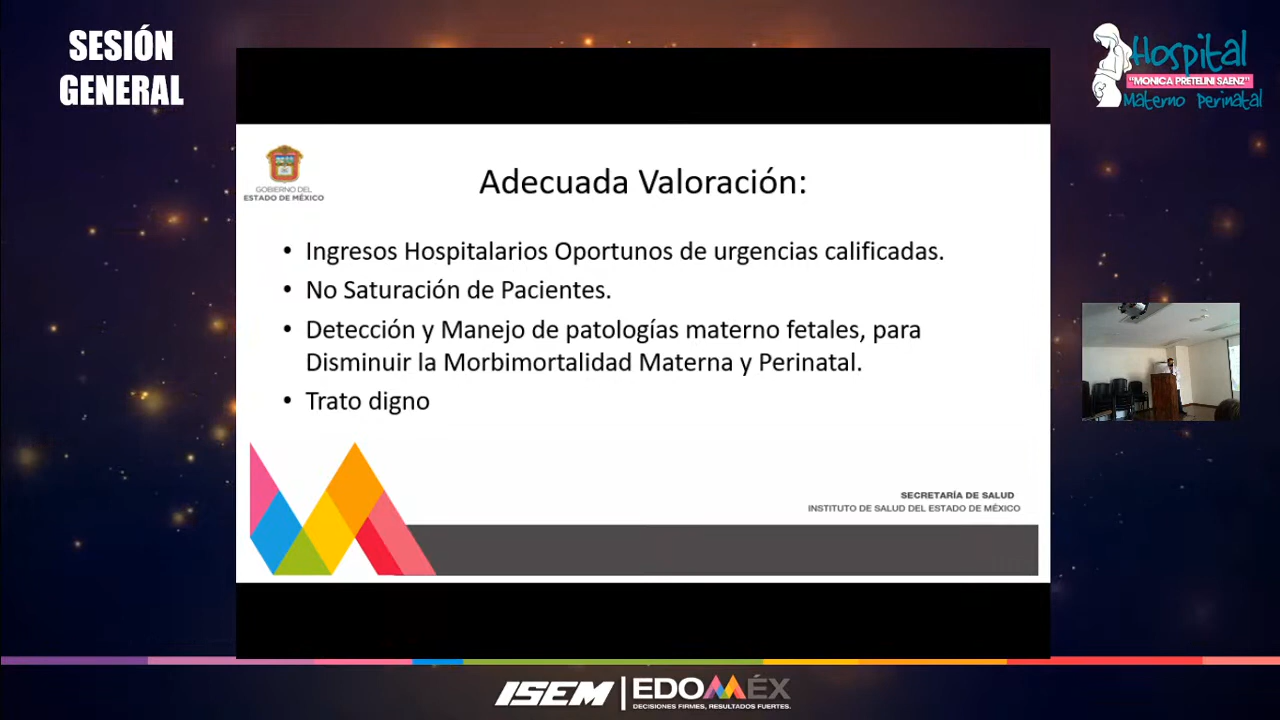 SESIÓN
GENERAL
Hospital
"MONICA PRETELINI SAENZ"
Materno perinatal
GOBIERNO DEL
ESTADO DE MÉXICO
Adecuada Valoración:
• Ingresos Hospitalarios Oportunos de urgencias calificadas.
• No Saturación de Pacientes.
• Detección y Manejo de patologías materno fetales, para
Disminuir la Morbimortalidad Materna y Perinatal.
• Trato digno
SECRETARÍA DE SALUD
INSTITUTO DE SALUD DEL ESTADO DE MÉXICO
ISEM
EDOMÉX
DECISIONES FIRMES, RESULTADOS FUERTES.